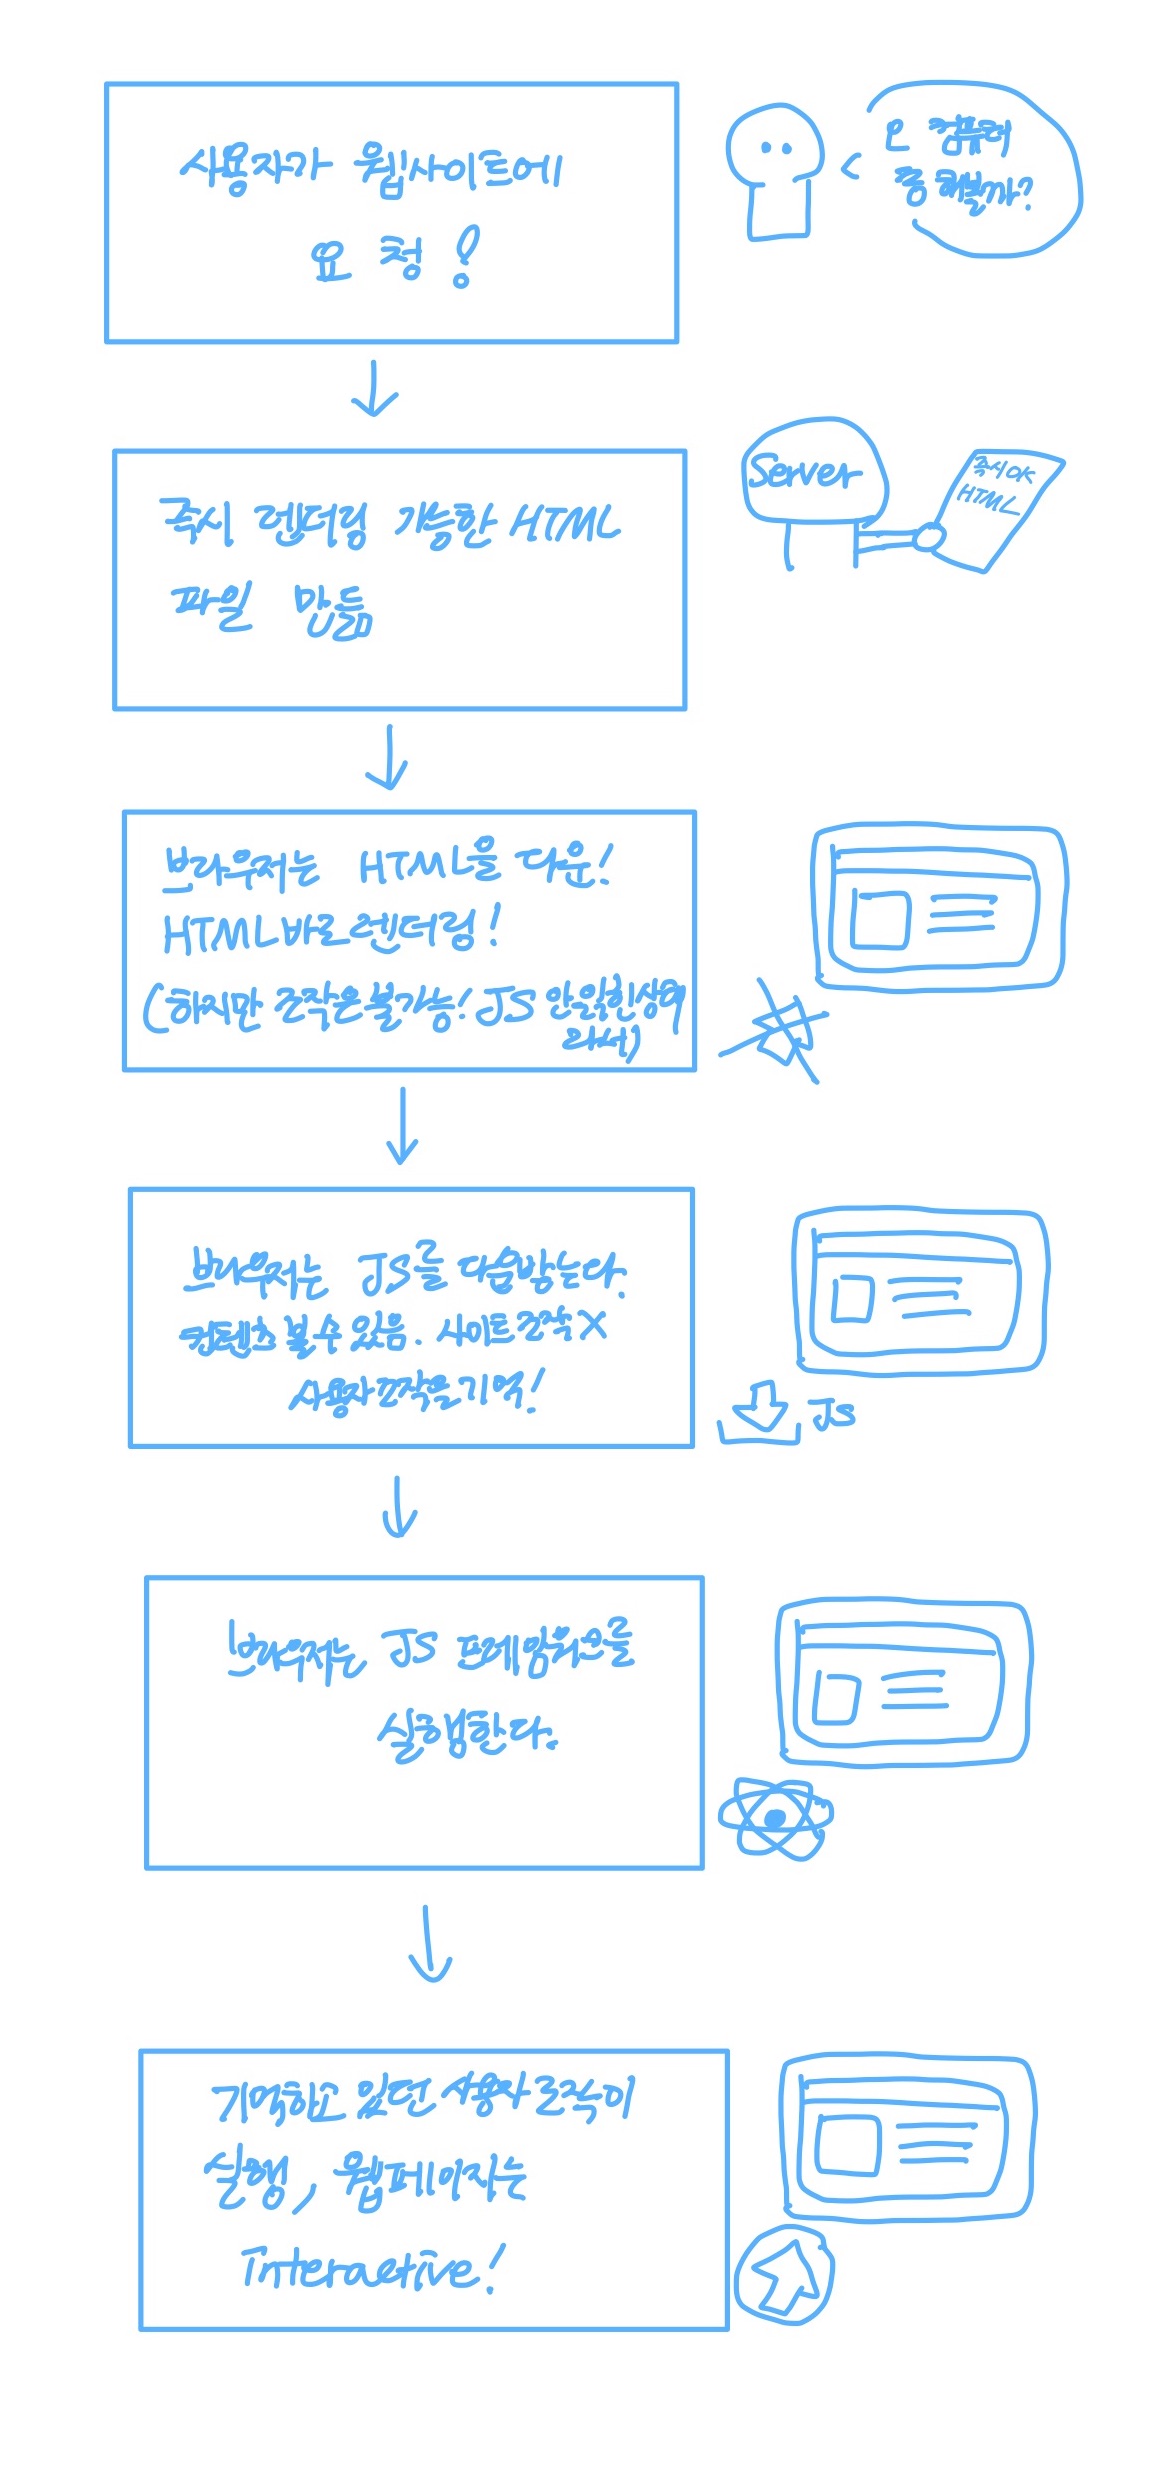 사용자가 웹사이트에
요청!
오 컴퓨터
좀 해볼까?
즉시 렌더링 가능한 HTML
파일 만듦
Server
즉시OK
HTML
브라우저는 HTML을 다운!
HTML바로렌더링!
(하지만 조작은 불가능! JS 안읽힌상태
라서)
브라우저는 JS를 다운받는다.
컨텐츠 볼수 있음. 사이트조작X
사용자조작을기억!
JS
브라우저는 JS 프레임워크를
실행한다.
기억하고 있던 사용자조작이
실행, 웹페이지는
interactive!